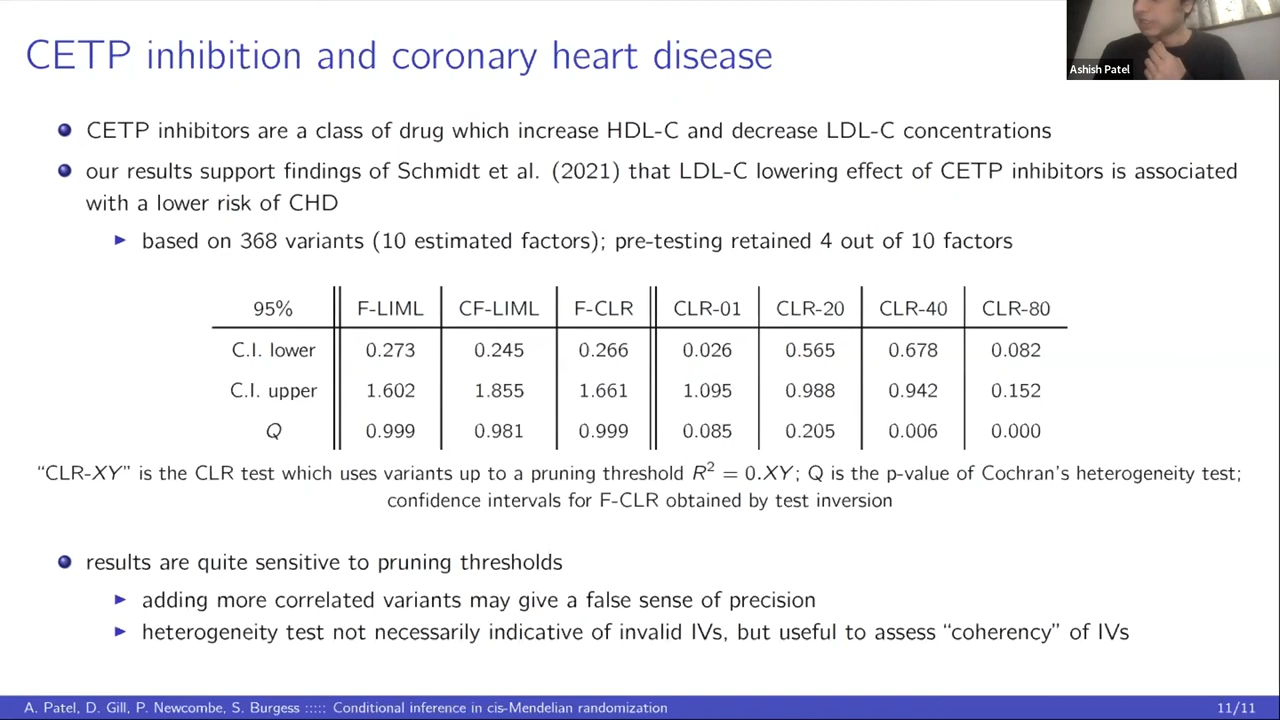 CETP inhibition and coronary heart disease
Ashish Patel
CETP inhibitors are a class of drug which increase HDL-C and decrease LDL-C concentrations
our results support findings of Schmidt et al. (2021) that LDL-C lowering effect of CETP inhibitors is associated
with a lower risk of CHD
based on 368 variants (10 estimated factors); pre-testing retained 4 out of 10 factors
95% F-LIML CF-LIML F-CLR CLR-01 CLR-20 CLR-40 CLR-80
C.I. lower 0.273 0.245 0.266 0.026 0.565 0.678 0.082
C.I. upper 1.602 1.855 1.661 1.095 0.988 0.942 0.152
Q 0.999 0.981 0.999 0.085 0.205 0.006 0.000
“CLR-XY” is the CLR test which uses variants up to a pruning threshold R² = 0.XY; Q is the p-value of Cochran's heterogeneity test;
confidence intervals for F-CLR obtained by test inversion
results are quite sensitive to pruning thresholds
adding more correlated variants may give a false sense of precision
heterogeneity test not necessarily indicative of invalid IVs, but useful to assess “coherency” of IVs
A. Patel, D. Gill, P. Newcombe, S. Burgess ::::: Conditional inference in cis-Mendelian randomization 11/11